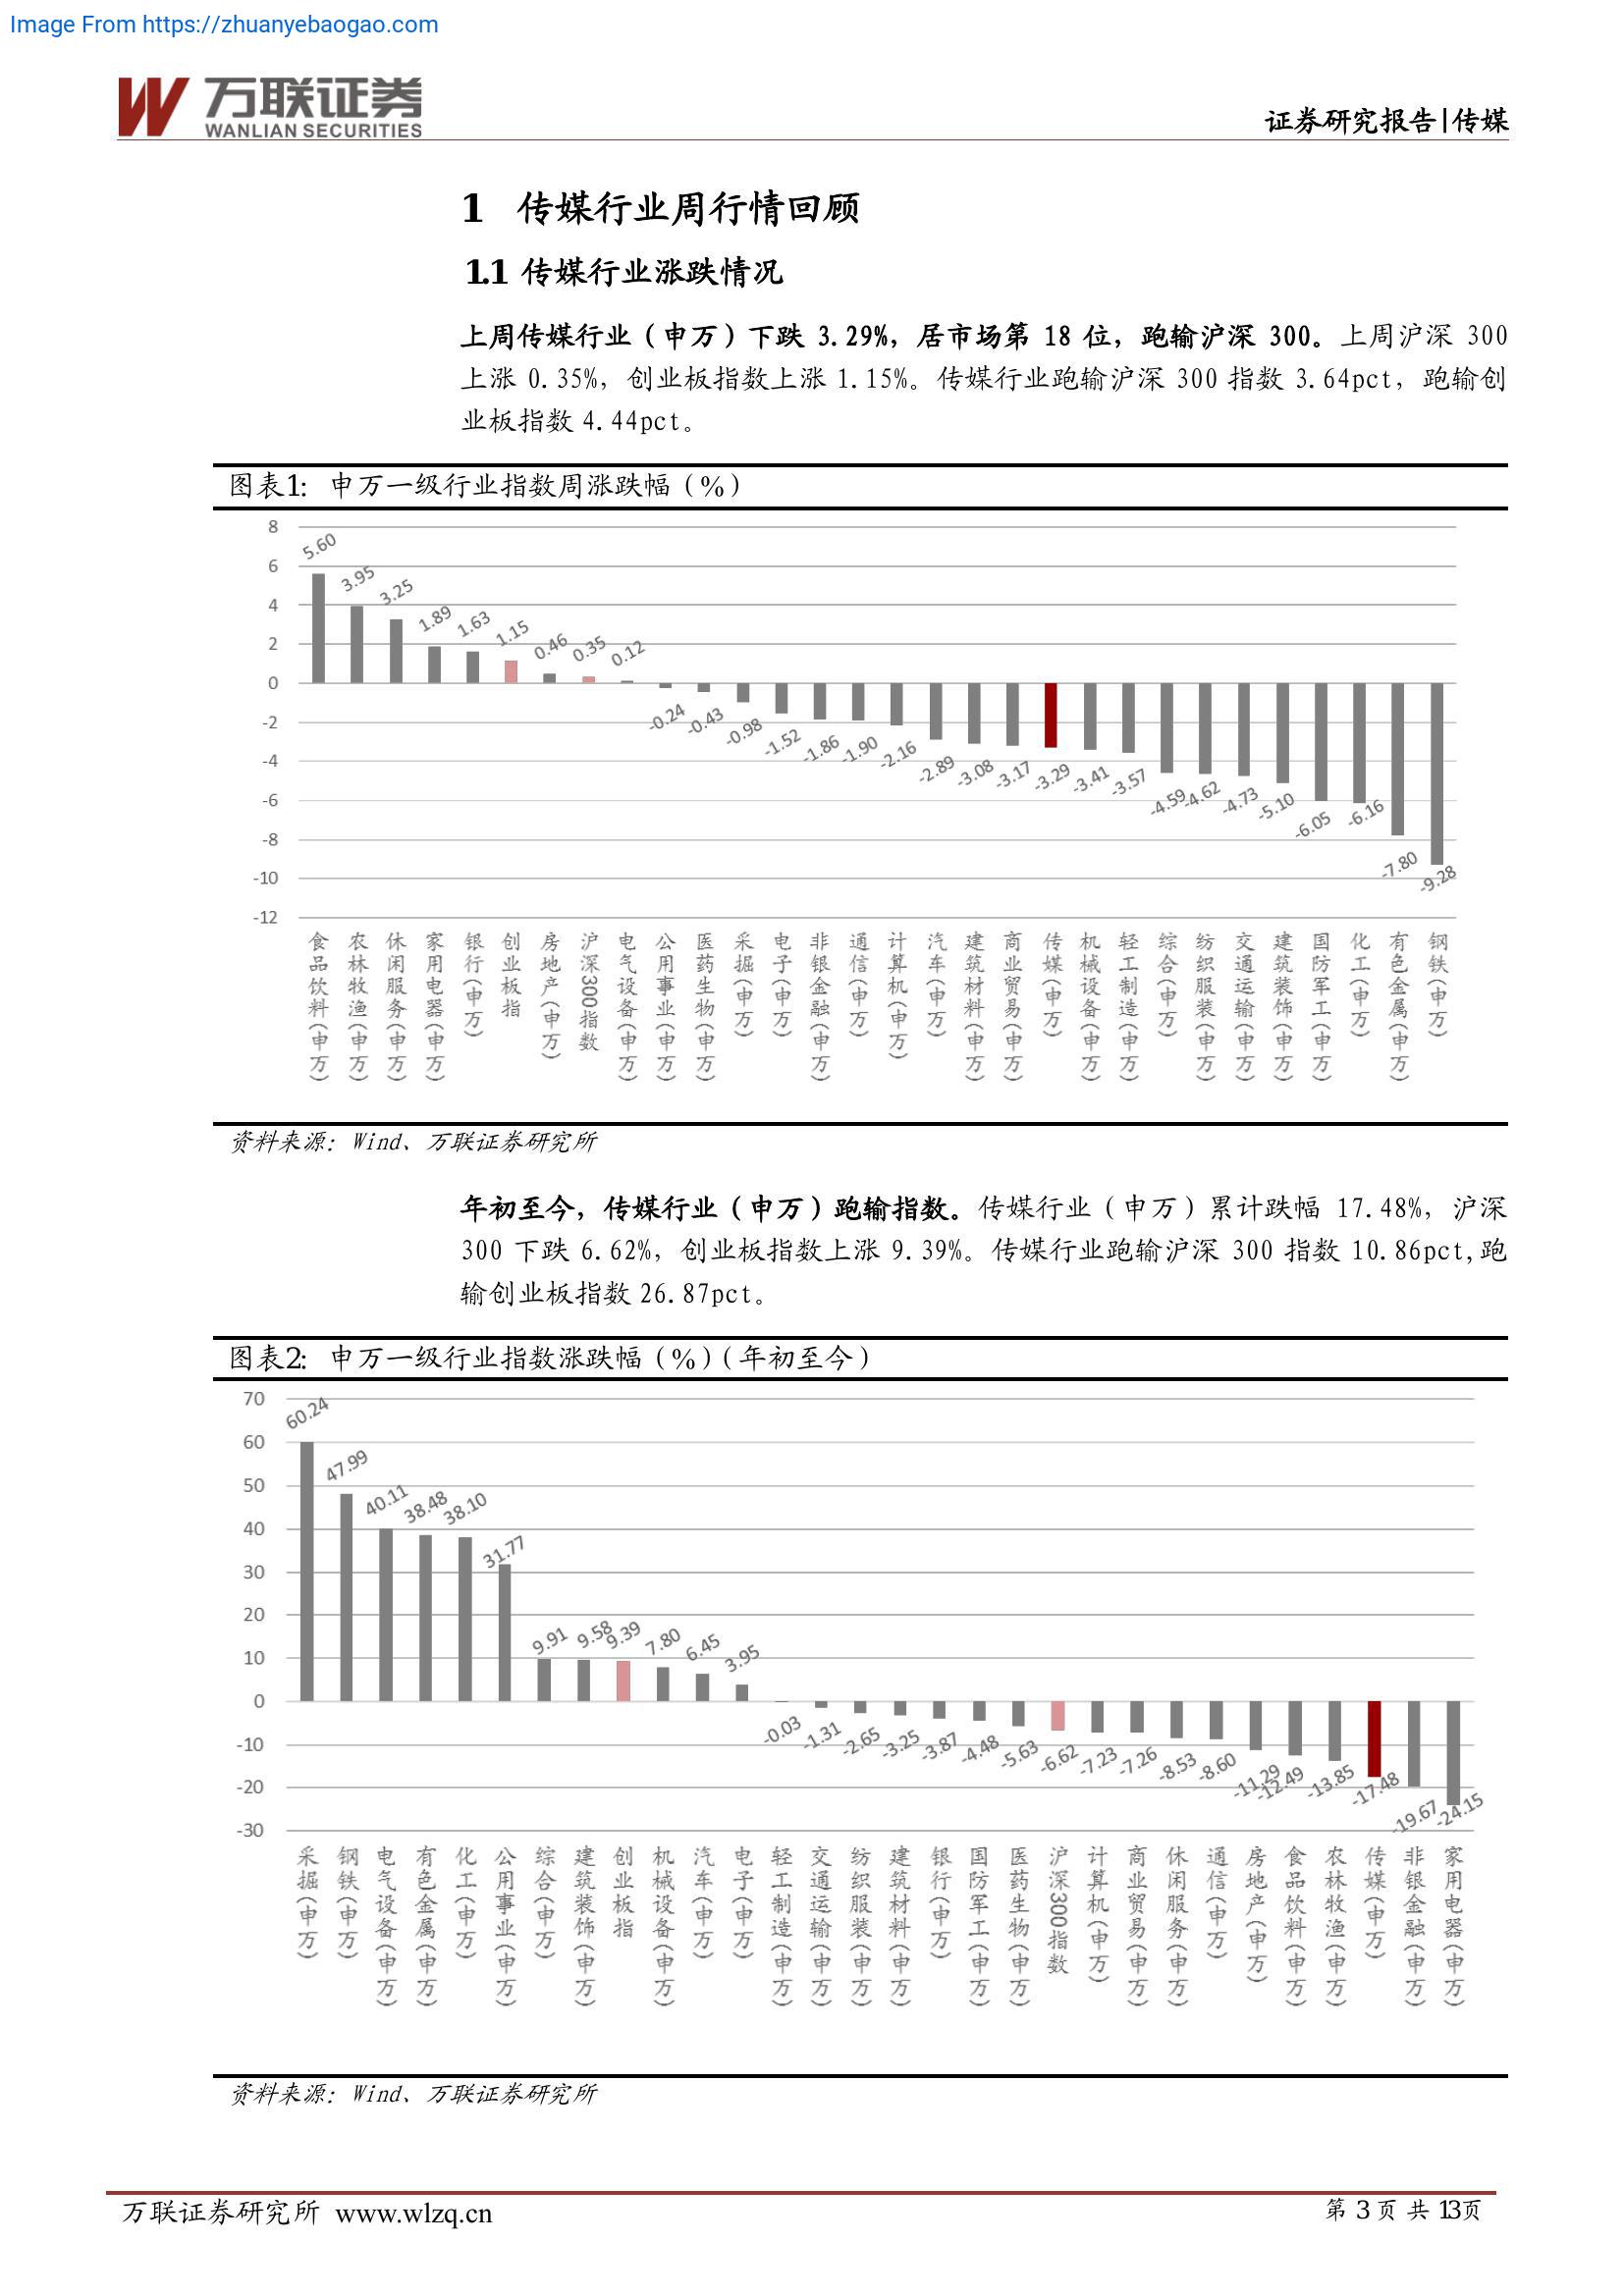 Image From https://zhuanyebaogao.com
万联证券
WANLIAN SECURITIES
证券研究报告|传媒
1 传媒行业周行情回顾
1.1 传媒行业涨跌情况
上周传媒行业（申万）下跌 3.29%，居市场第 18 位，跑输沪深 300。上周沪深 300
上涨 0.35%，创业板指数上涨 1.15%。传媒行业跑输沪深 300 指数 3.64pct，跑输创
业板指数 4.44pct。
图表1: 申万一级行业指数周涨跌幅（%）
8
6
4
2
0
-2
-4
-6
-8
-10
-12
5.60
3.95
3.25
1.89
1.63
1.15
0.46
0.35
0.12
-0.24
-0.43
-0.98
-1.52
-1.86
-1.90
-2.16
-2.89
-3.08
-3.17
-3.29
-3.41
-3.57
-4.59
-4.62
-4.73
-5.10
-6.05
-6.16
-7.80
-9.28
食品饮料(申万)
农林牧渔(申万)
休闲服务(申万)
家用电器(申万)
银行(申万)
创业板指
房地产(申万)
沪深300指数
电气设备(申万)
公用事业(申万)
医药生物(申万)
采掘(申万)
电子(申万)
非银金融(申万)
通信(申万)
计算机(申万)
汽车(申万)
建筑材料(申万)
商业贸易(申万)
传媒(申万)
机械设备(申万)
轻工制造(申万)
综合(申万)
纺织服装(申万)
交通运输(申万)
建筑装饰(申万)
国防军工(申万)
化工(申万)
有色金属(申万)
钢铁(申万)
资料来源: Wind、万联证券研究所
年初至今，传媒行业（申万）跑输指数。传媒行业（申万）累计跌幅 17.48%，沪深
300 下跌 6.62%，创业板指数上涨 9.39%。传媒行业跑输沪深 300 指数 10.86pct,跑
输创业板指数 26.87pct。
图表2: 申万一级行业指数涨跌幅（%）（年初至今）
70
60
50
40
30
20
10
0
-10
-20
-30
60.24
47.99
40.11
38.48
38.10
31.77
9.91
9.58
9.39
7.80
6.45
3.95
-0.03
-1.31
-2.65
-3.25
-3.87
-4.48
-5.63
-6.62
-7.23
-7.26
-8.53
-8.60
-11.29
-12.49
-13.85
-17.48
-19.67
-24.15
采掘(申万)
钢铁(申万)
电气设备(申万)
有色金属(申万)
化工(申万)
公用事业(申万)
综合(申万)
建筑装饰(申万)
创业板指
机械设备(申万)
汽车(申万)
电子(申万)
轻工制造(申万)
交通运输(申万)
纺织服装(申万)
建筑材料(申万)
银行(申万)
国防军工(申万)
医药生物(申万)
沪深300指数
计算机(申万)
商业贸易(申万)
休闲服务(申万)
通信(申万)
房地产(申万)
食品饮料(申万)
农林牧渔(申万)
传媒(申万)
非银金融(申万)
家用电器(申万)
资料来源: Wind、万联证券研究所
万联证券研究所 www.wlzq.cn
第 3 页 共 13页